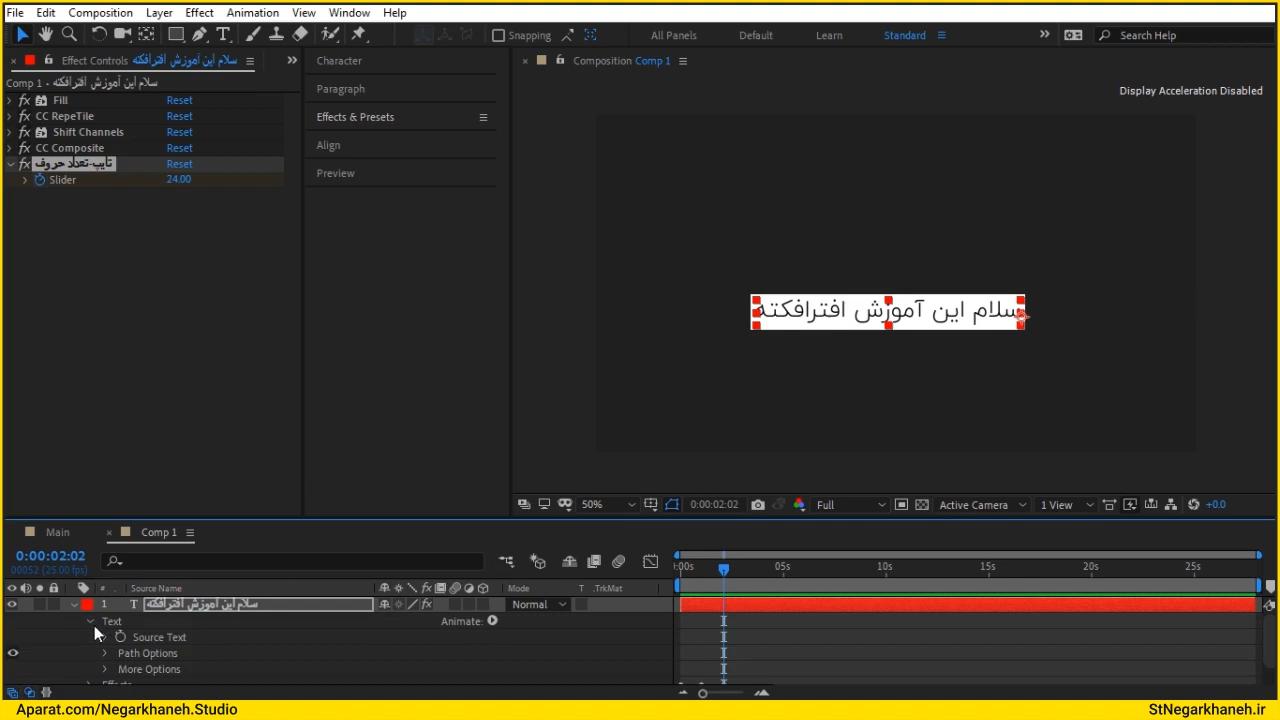 File Edit Composition Layer Effect Animation View Window Help
Snapping All Panels Default Learn Standard Search Help
Effect Controls سلام این آموزش افترافکته
Comp 1 - سلام این آموزش افترافکته
fx Fill Reset
fx CC RepeTile Reset
fx Shift Channels Reset
fx CC Composite Reset
fx تایپ-تعداد حروف Reset
Slider 24.00
Character
Paragraph
Effects & Presets
Align
Preview
Composition Comp 1
Display Acceleration Disabled
سلام این آموزش افترافکته
50% 0:00:02:02 Full Active Camera 1 View +0.0
Main Comp 1
0:00:02:02
00052 (25.00 fps)
:00s 05s 10s 15s 20s 25s
# Source Name Mode T .TrkMat
1 T سلام این آموزش افترافکته Normal
Text Animate:
Source Text
Path Options
More Options
Aparat.com/Negarkhaneh.Studio StNegarkhaneh.ir